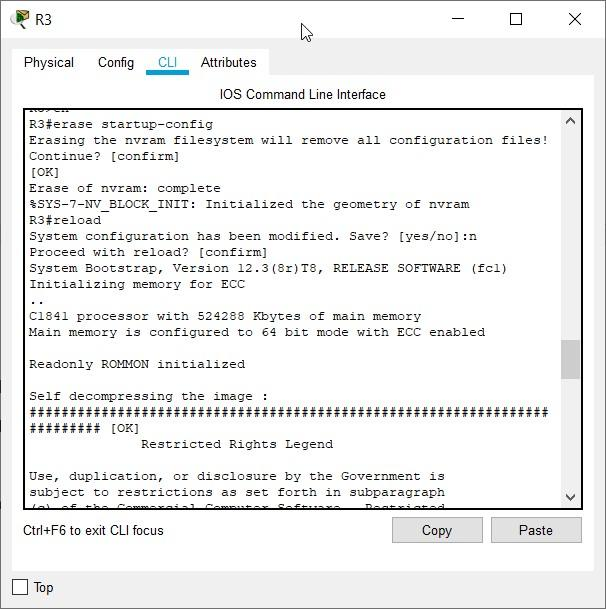 R3
Physical Config CLI Attributes
IOS Command Line Interface
R3#erase startup-config
Erasing the nvram filesystem will remove all configuration files!
Continue? [confirm]
[OK]
Erase of nvram: complete
%SYS-7-NV_BLOCK_INIT: Initialized the geometry of nvram
R3#reload
System configuration has been modified. Save? [yes/no]:n
Proceed with reload? [confirm]
System Bootstrap, Version 12.3(8r)T8, RELEASE SOFTWARE (fc1)
Initializing memory for ECC
..
C1841 processor with 524288 Kbytes of main memory
Main memory is configured to 64 bit mode with ECC enabled
Readonly ROMMON initialized
Self decompressing the image :
#################################################################
######### [OK]
Restricted Rights Legend
Use, duplication, or disclosure by the Government is
subject to restrictions as set forth in subparagraph
(c) of the Commercial Computer Software - Restricted
Ctrl+F6 to exit CLI focus
Copy Paste
Top